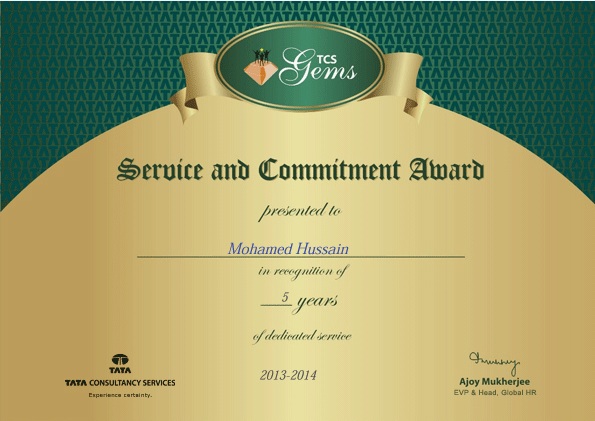 TCS
Gems
Service and Commitment Award
presented to
Mohamed Hussain
in recognition of
5 years
of dedicated service
2013-2014
TATA
TATA CONSULTANCY SERVICES
Experience certainty.
Ajoy Mukherjee
EVP & Head, Global HR